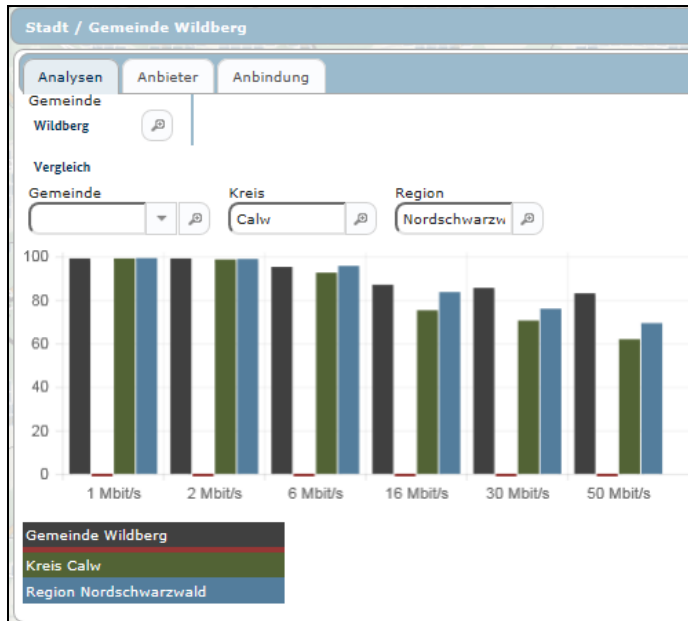 Stadt / Gemeinde Wildberg
Analysen Anbieter Anbindung
Gemeinde
Wildberg
Vergleich
Gemeinde Kreis Region
Calw Nordschwarzw
100
80
60
40
20
0
1 Mbit/s 2 Mbit/s 6 Mbit/s 16 Mbit/s 30 Mbit/s 50 Mbit/s
Gemeinde Wildberg
Kreis Calw
Region Nordschwarzwald